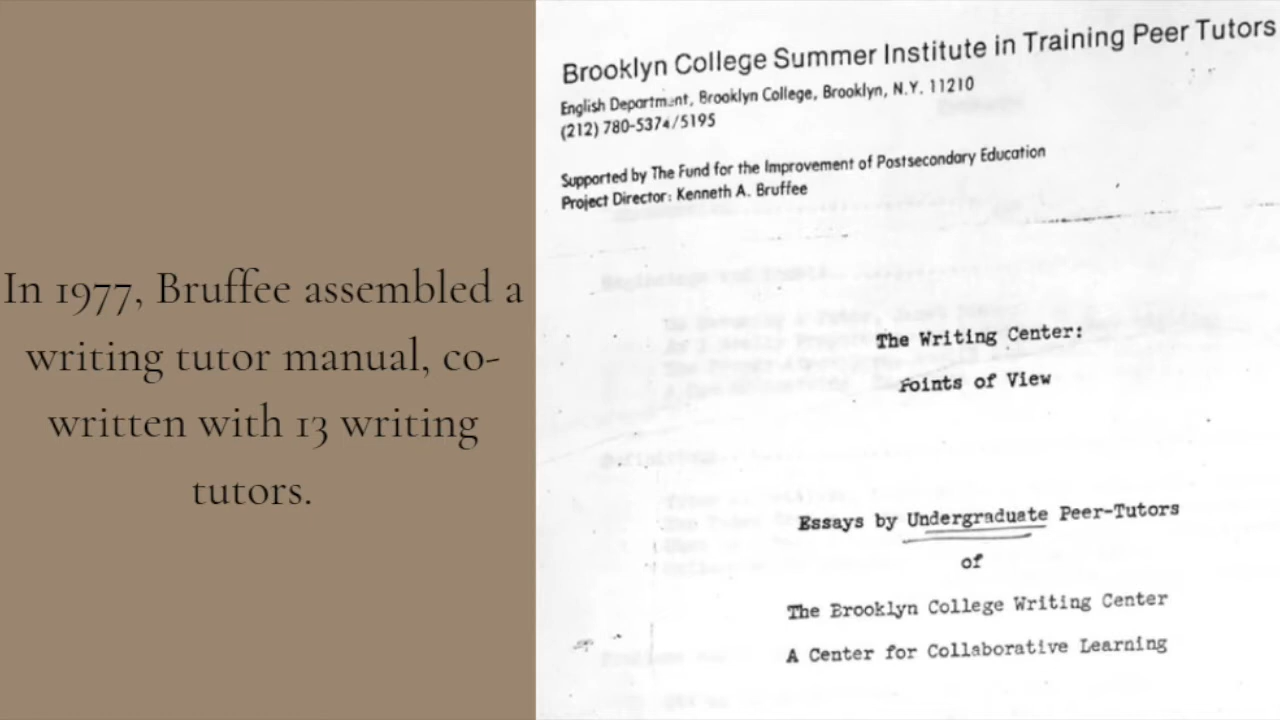 In 1977, Bruffee assembled a
writing tutor manual, co-
written with 13 writing
tutors.
Brooklyn College Summer Institute in Training Peer Tutors
English Department, Brooklyn College, Brooklyn, N.Y. 11210
(212) 780-5374/5195
Supported by The Fund for the Improvement of Postsecondary Education
Project Director: Kenneth A. Bruffee
The Writing Center:
Points of View
Essays by Undergraduate Peer-Tutors
of
The Brooklyn College Writing Center
A Center for Collaborative Learning